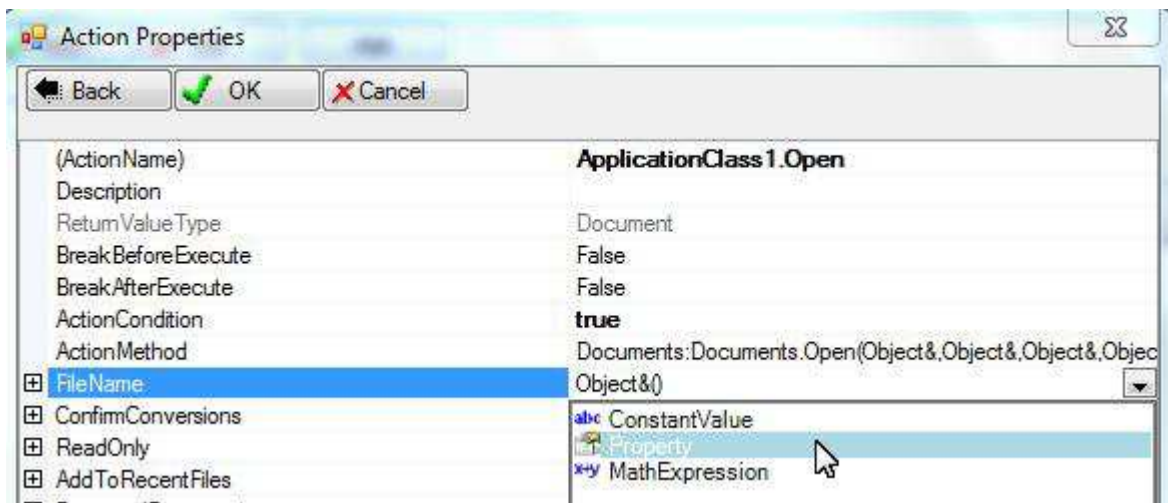 Action Properties
Back OK Cancel
(ActionName) ApplicationClass1.Open
Description
ReturnValueType Document
BreakBeforeExecute False
BreakAfterExecute False
ActionCondition true
ActionMethod Documents:Documents.Open(Object&,Object&,Object&,Objec
FileName Object&()
ConfirmConversions abc ConstantValue
ReadOnly Property
AddToRecentFiles x+y MathExpression